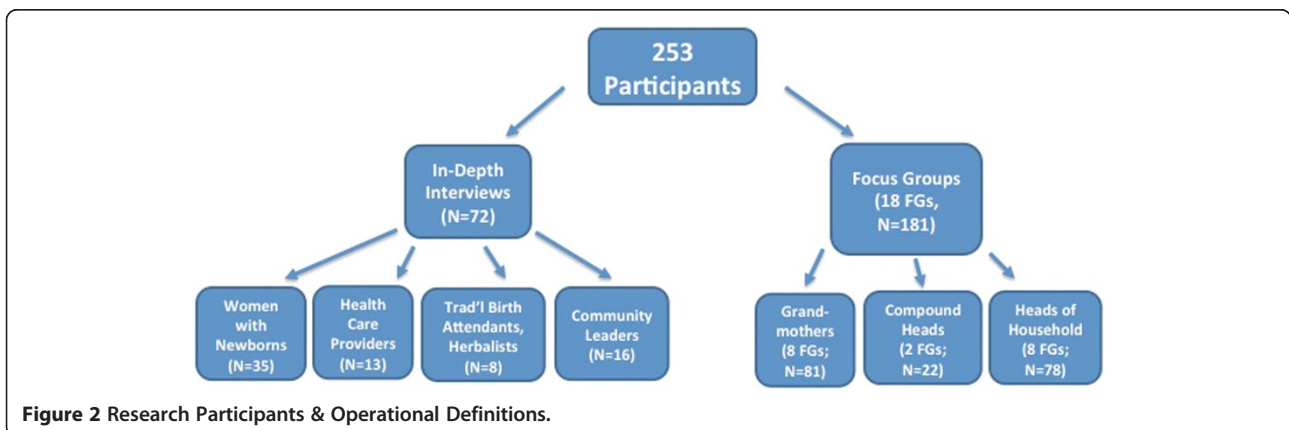 253
Participants
In-Depth
Interviews
(N=72)
Focus Groups
(18 FGs,
N=181)
Women
with
Newborns
(N=35)
Health
Care
Providers
(N=13)
Trad’l Birth
Attendants,
Herbalists
(N=8)
Community
Leaders
(N=16)
Grand-
mothers
(8 FGs;
N=81)
Compound
Heads
(2 FGs;
N=22)
Heads of
Household
(8 FGs;
N=78)
Figure 2 Research Participants & Operational Definitions.